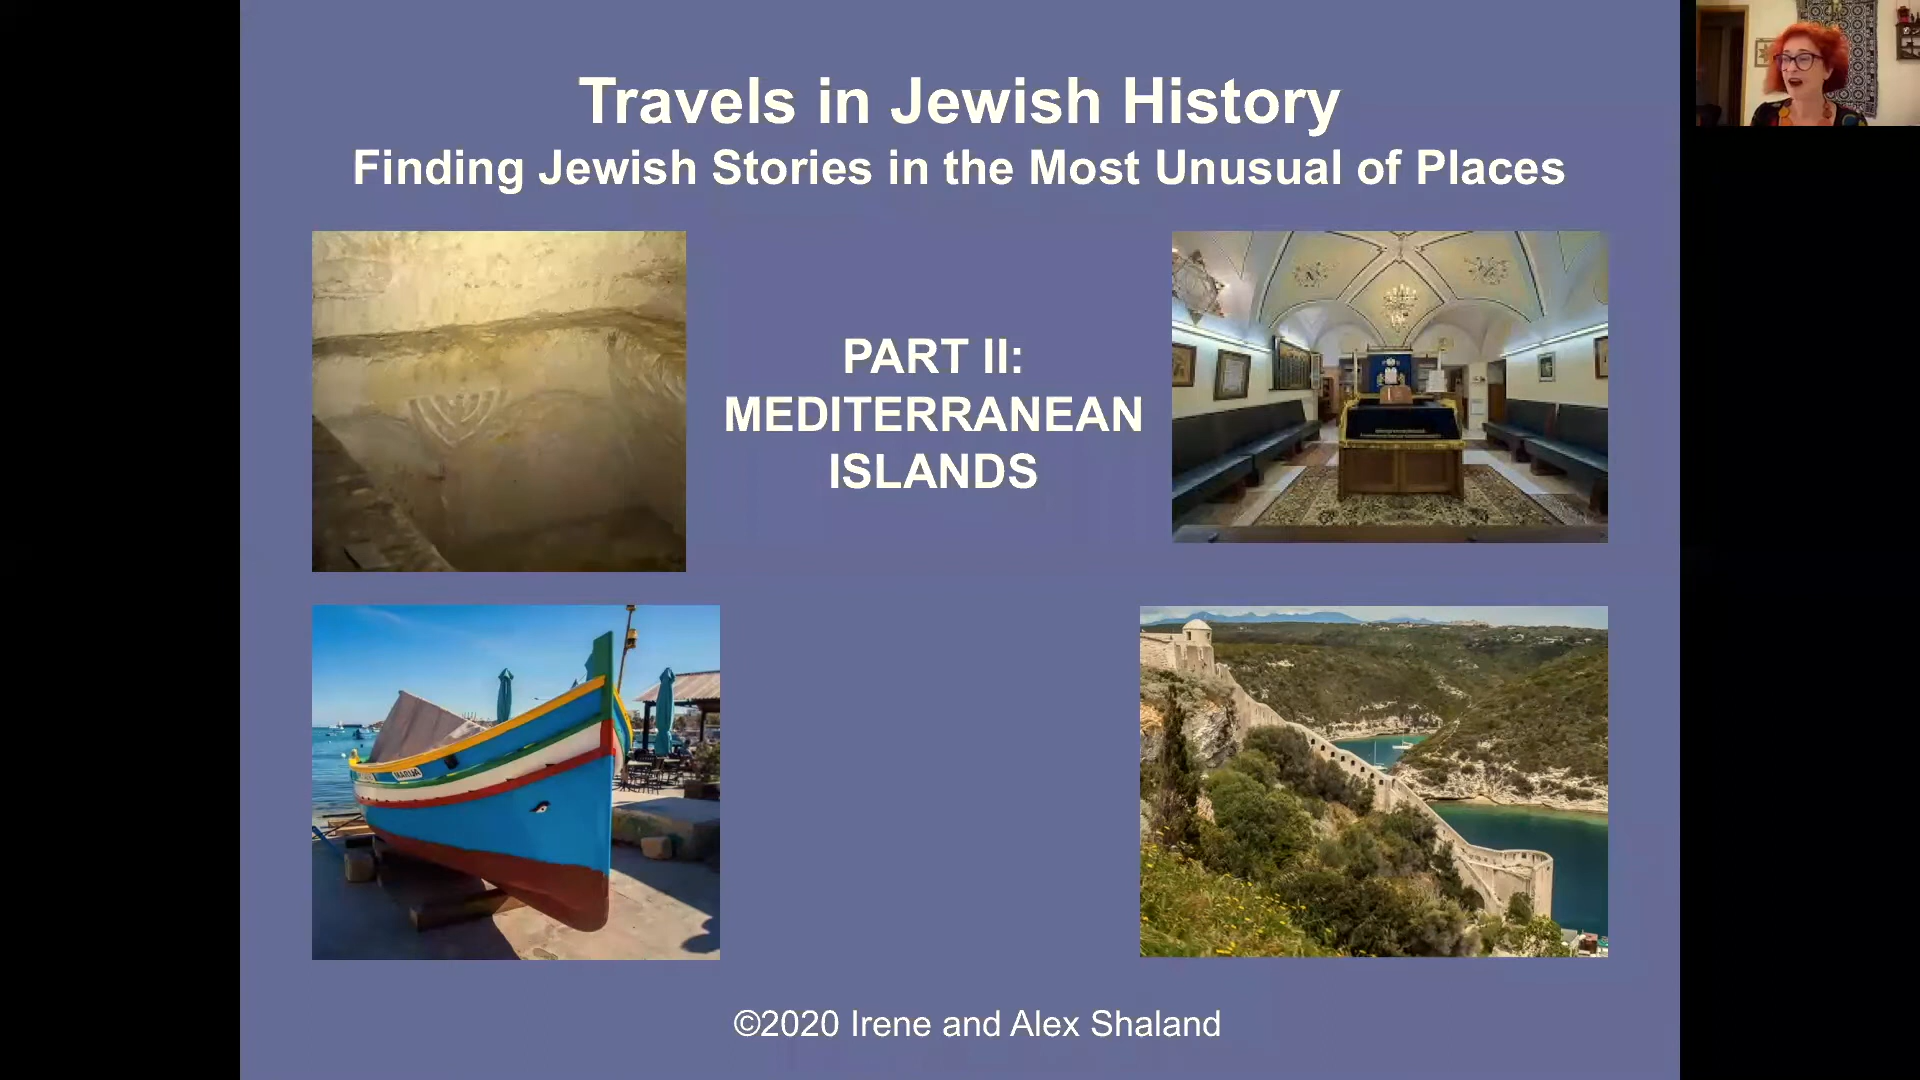 Travels in Jewish History
Finding Jewish Stories in the Most Unusual of Places
PART II:
MEDITERRANEAN
ISLANDS
MARIA
©2020 Irene and Alex Shaland